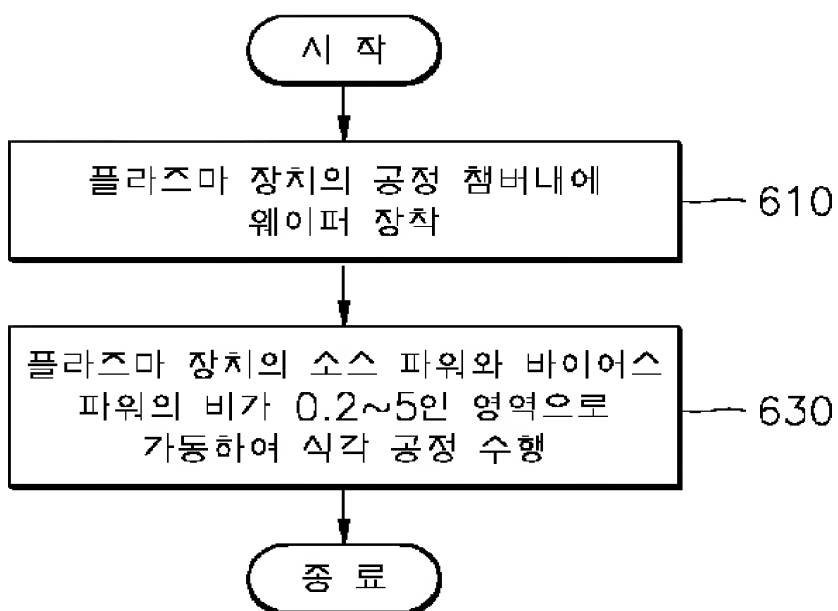 시 작
플라즈마 장치의 공정 챔버내에
웨이퍼 장착
610
플라즈마 장치의 소스 파워와 바이어스
파워의 비가 0.2~5인 영역으로
가동하여 식각 공정 수행
630
종 료